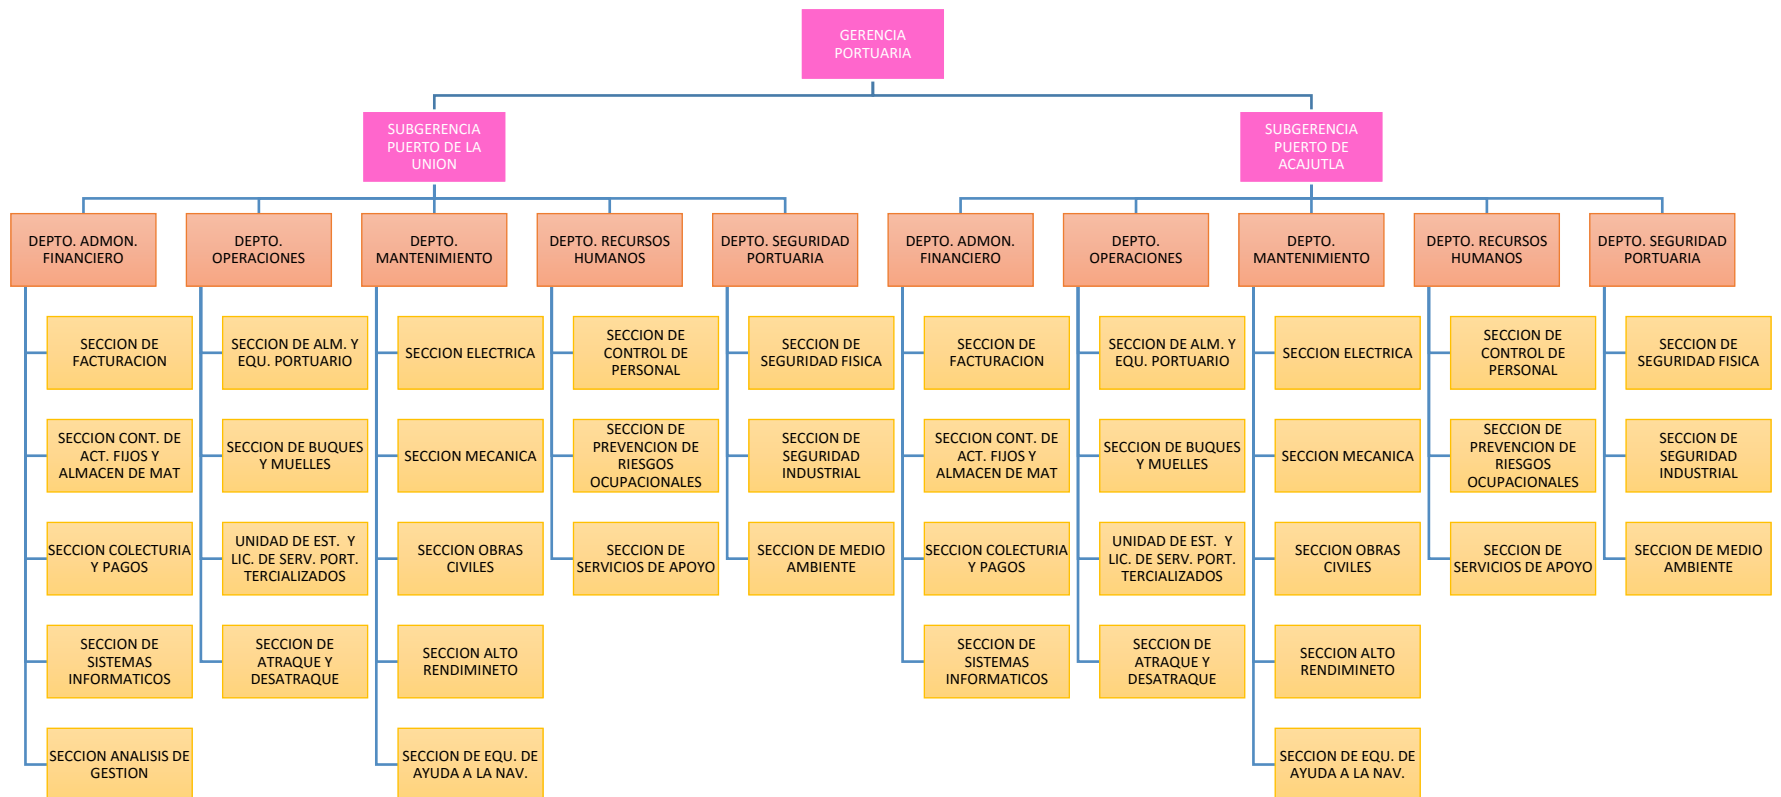 GERENCIA
PORTUARIA
SUBGERENCIA
PUERTO DE LA
UNION
SUBGERENCIA
PUERTO DE
ACAJUTLA
DEPTO. ADMON.
FINANCIERO
DEPTO.
OPERACIONES
DEPTO.
MANTENIMIENTO
DEPTO. RECURSOS
HUMANOS
DEPTO. SEGURIDAD
PORTUARIA
DEPTO. ADMON.
FINANCIERO
DEPTO.
OPERACIONES
DEPTO.
MANTENIMIENTO
DEPTO. RECURSOS
HUMANOS
DEPTO. SEGURIDAD
PORTUARIA
SECCION DE
FACTURACION
SECCION DE ALM. Y
EQU. PORTUARIO
SECCION ELECTRICA
SECCION DE
CONTROL DE
PERSONAL
SECCION DE
SEGURIDAD FISICA
SECCION DE
FACTURACION
SECCION DE ALM. Y
EQU. PORTUARIO
SECCION ELECTRICA
SECCION DE
CONTROL DE
PERSONAL
SECCION DE
SEGURIDAD FISICA
SECCION CONT. DE
ACT. FIJOS Y
ALMACEN DE MAT
SECCION DE BUQUES
Y MUELLES
SECCION MECANICA
SECCION DE
PREVENCION DE
RIESGOS
OCUPACIONALES
SECCION DE
SEGURIDAD
INDUSTRIAL
SECCION CONT. DE
ACT. FIJOS Y
ALMACEN DE MAT
SECCION DE BUQUES
Y MUELLES
SECCION MECANICA
SECCION DE
PREVENCION DE
RIESGOS
OCUPACIONALES
SECCION DE
SEGURIDAD
INDUSTRIAL
SECCION COLECTURIA
Y PAGOS
UNIDAD DE EST. Y
LIC. DE SERV. PORT.
TERCIALIZADOS
SECCION OBRAS
CIVILES
SECCION DE
SERVICIOS DE APOYO
SECCION DE MEDIO
AMBIENTE
SECCION COLECTURIA
Y PAGOS
UNIDAD DE EST. Y
LIC. DE SERV. PORT.
TERCIALIZADOS
SECCION OBRAS
CIVILES
SECCION DE
SERVICIOS DE APOYO
SECCION DE MEDIO
AMBIENTE
SECCION DE
SISTEMAS
INFORMATICOS
SECCION DE
ATRAQUE Y
DESATRAQUE
SECCION ALTO
RENDIMINETO
SECCION DE
SISTEMAS
INFORMATICOS
SECCION DE
ATRAQUE Y
DESATRAQUE
SECCION ALTO
RENDIMINETO
SECCION ANALISIS DE
GESTION
SECCION DE EQU. DE
AYUDA A LA NAV.
SECCION DE EQU. DE
AYUDA A LA NAV.